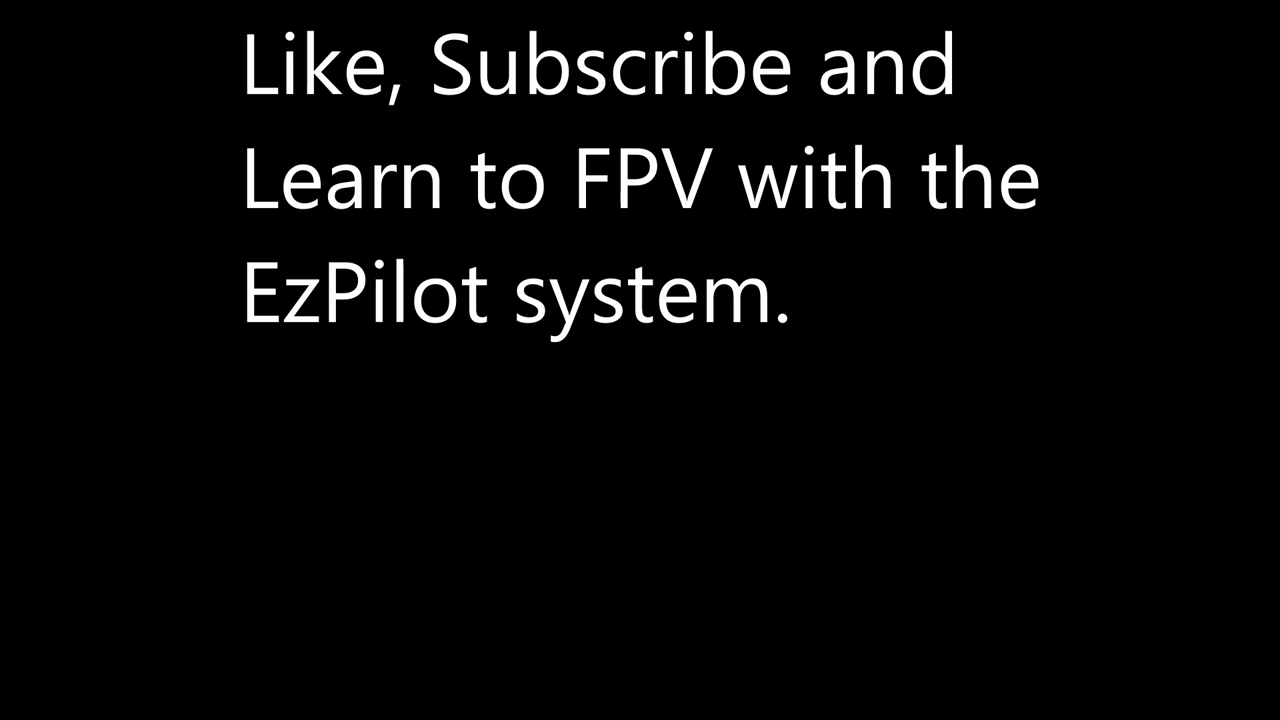 Like, Subscribe and
Learn to FPV with the
EzPilot system.